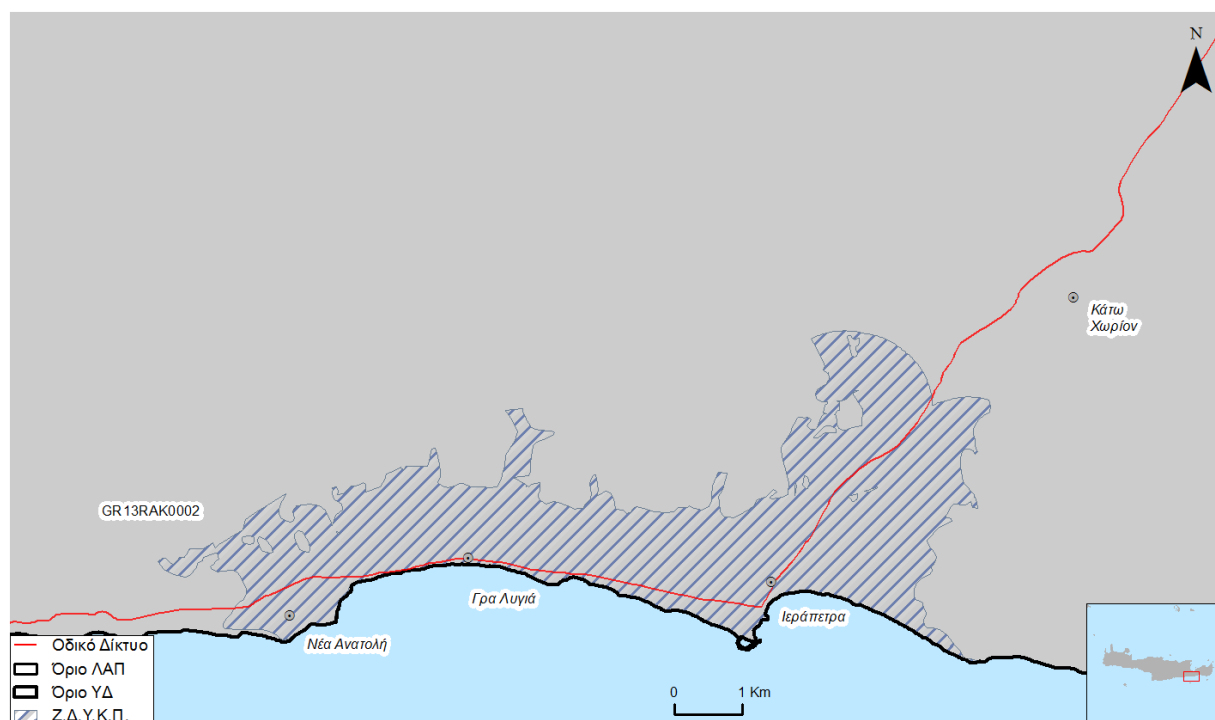 N
Κάτω
Χωρίον
GR13RAK0002
Γρα Λυγιά
Ιεράπετρα
Νέα Ανατολή
Οδικό Δίκτυο
Όριο ΛΑΠ
Όριο ΥΔ
Ζ.Δ.Υ.Κ.Π.
0 1 Km